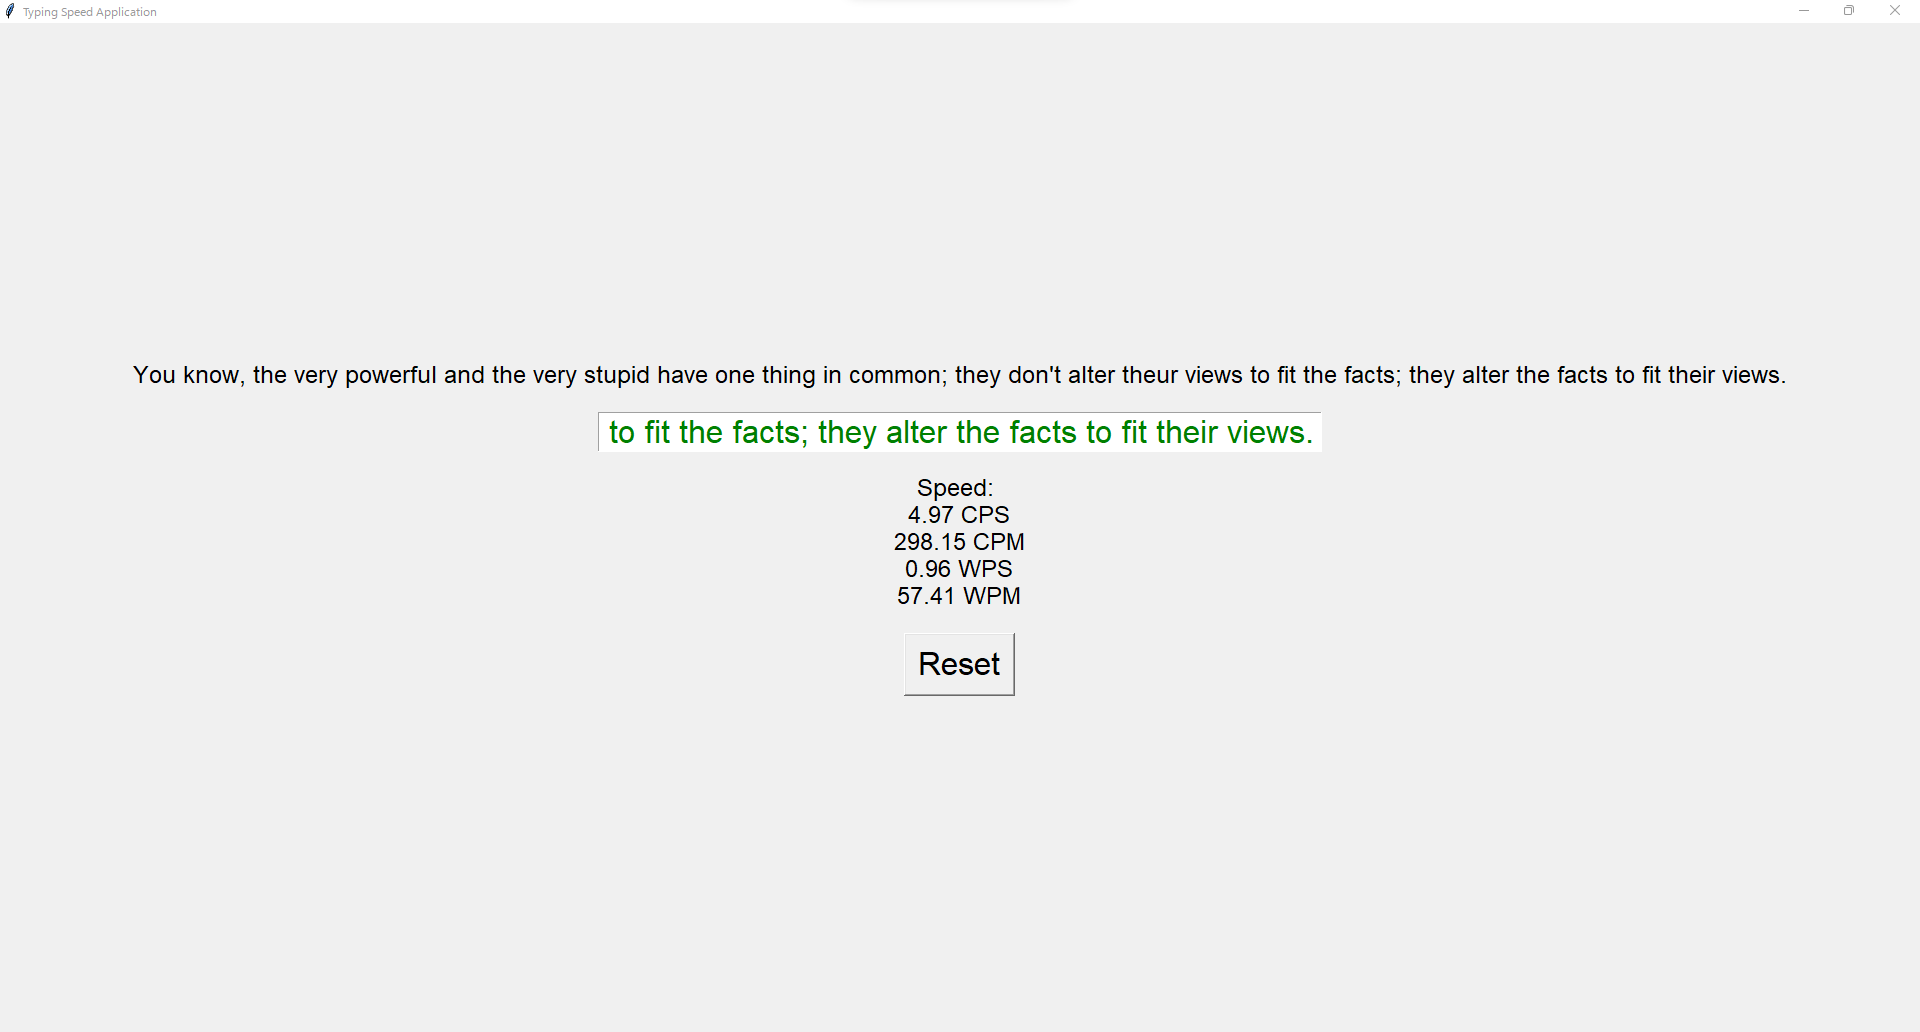 Typing Speed Application
You know, the very powerful and the very stupid have one thing in common; they don't alter theur views to fit the facts; they alter the facts to fit their views.
to fit the facts; they alter the facts to fit their views.
Speed:
4.97 CPS
298.15 CPM
0.96 WPS
57.41 WPM
Reset